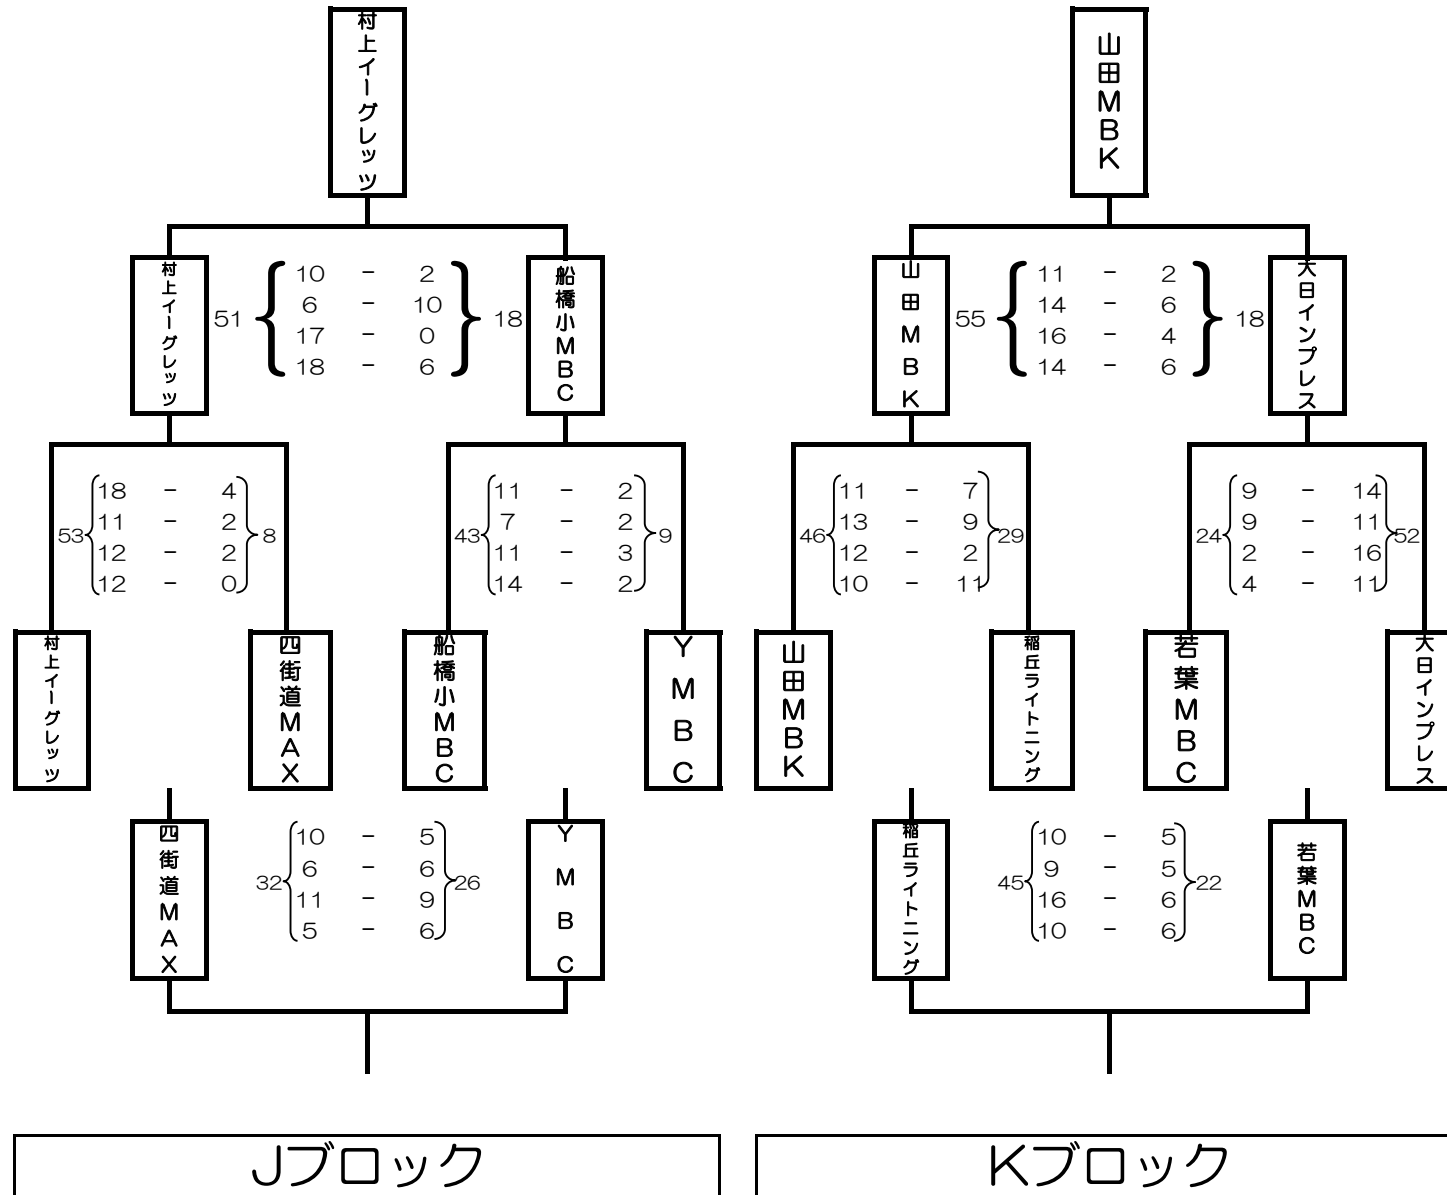 村上イーグレッツ
山田MBK
村上イーグレッツ
51 { 10 - 2 } 18
6 - 10
17 - 0
18 - 6
船橋小MBC
山田MBK
55 { 11 - 2 } 18
14 - 6
16 - 4
14 - 6
大日インプレス
53 { 18 - 4 } 8
11 - 2
12 - 2
12 - 0
43 { 11 - 2 } 9
7 - 2
11 - 3
14 - 2
46 { 11 - 7 } 29
13 - 9
12 - 2
10 - 11
24 { 9 - 14 } 52
9 - 11
2 - 16
4 - 11
村上イーグレッツ
四街道MAX
船橋小MBC
YMBC
山田MBK
稲丘ライトニング
若葉MBC
大日インプレス
四街道MAX
32 { 10 - 5 } 26
6 - 6
11 - 9
5 - 6
YMBC
稲丘ライトニング
45 { 10 - 5 } 22
9 - 5
16 - 6
10 - 6
若葉MBC
Jブロック
Kブロック